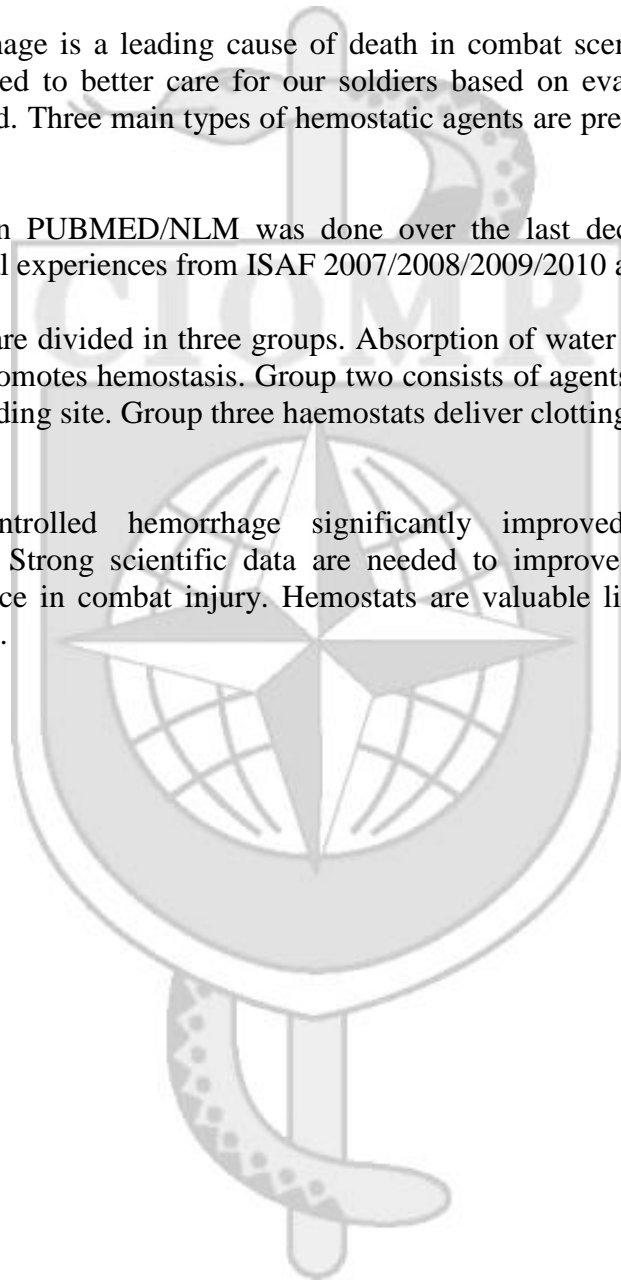 nage is a leading cause of death in combat scen
ed to better care for our soldiers based on eva
d. Three main types of hemostatic agents are pre
n PUBMED/NLM was done over the last dec
l experiences from ISAF 2007/2008/2009/2010 a
CIOMR
are divided in three groups. Absorption of water
omotes hemostasis. Group two consists of agents
ding site. Group three haemostats deliver clotting
ntrolled hemorrhage significantly improved
Strong scientific data are needed to improve
ce in combat injury. Hemostats are valuable li
.